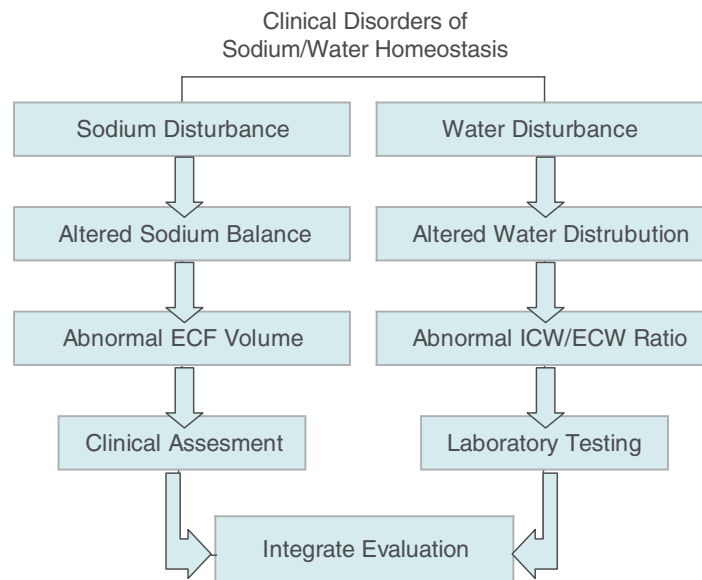 Clinical Disorders of
Sodium/Water Homeostasis
Sodium Disturbance
Water Disturbance
Altered Sodium Balance
Altered Water Distrubution
Abnormal ECF Volume
Abnormal ICW/ECW Ratio
Clinical Assesment
Laboratory Testing
Integrate Evaluation